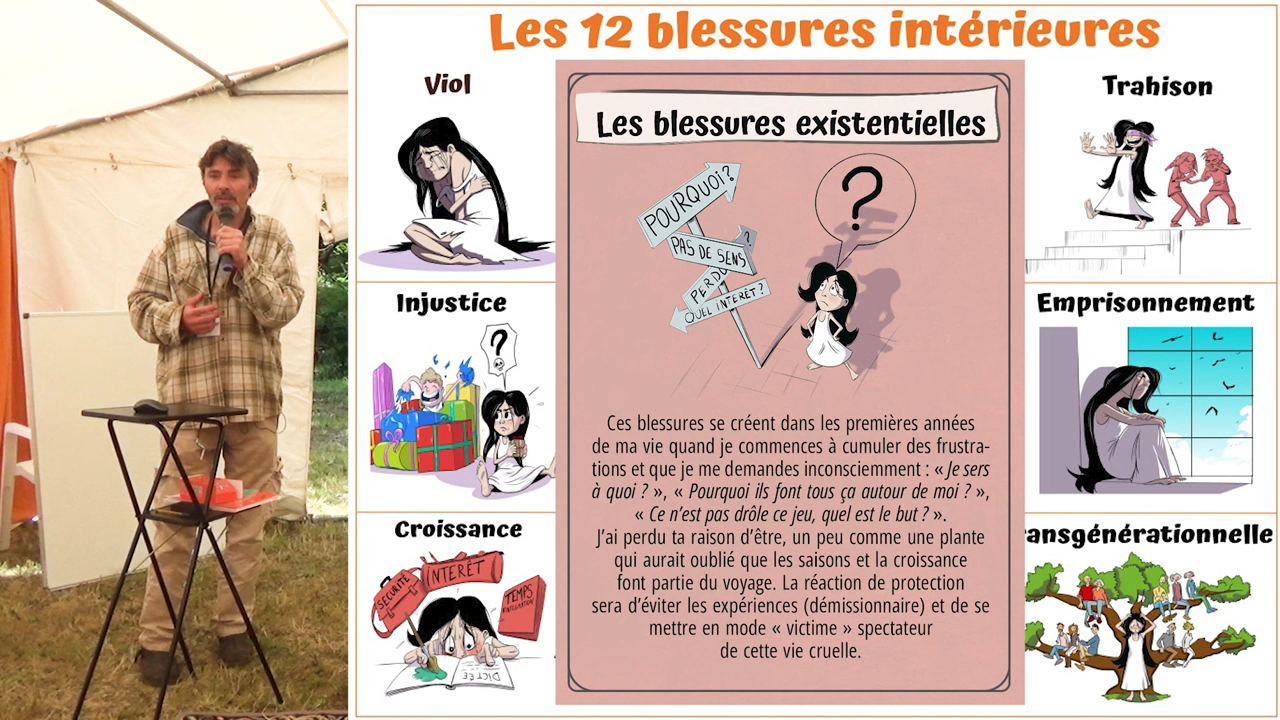 Les 12 blessures intérieures
Viol
Injustice
Croissance
SECURITÉ
INTERÊT
TEMPS
DICTÉE
Les blessures existentielles
POURQUOI?
PAS DE SENS
?
PERDU
QUEL INTERÊT?
?
Ces blessures se créent dans les premières années
de ma vie quand je commences à cumuler des frustra-
tions et que je me demandes inconsciemment : « Je sers
à quoi ? », « Pourquoi ils font tous ça autour de moi ? »,
« Ce n’est pas drôle ce jeu, quel est le but ? ».
J’ai perdu ta raison d’être, un peu comme une plante
qui aurait oublié que les saisons et la croissance
font partie du voyage. La réaction de protection
sera d’éviter les expériences (démissionnaire) et de se
mettre en mode « victime » spectateur
de cette vie cruelle.
Trahison
Emprisonnement
ansgénérationnelle
?